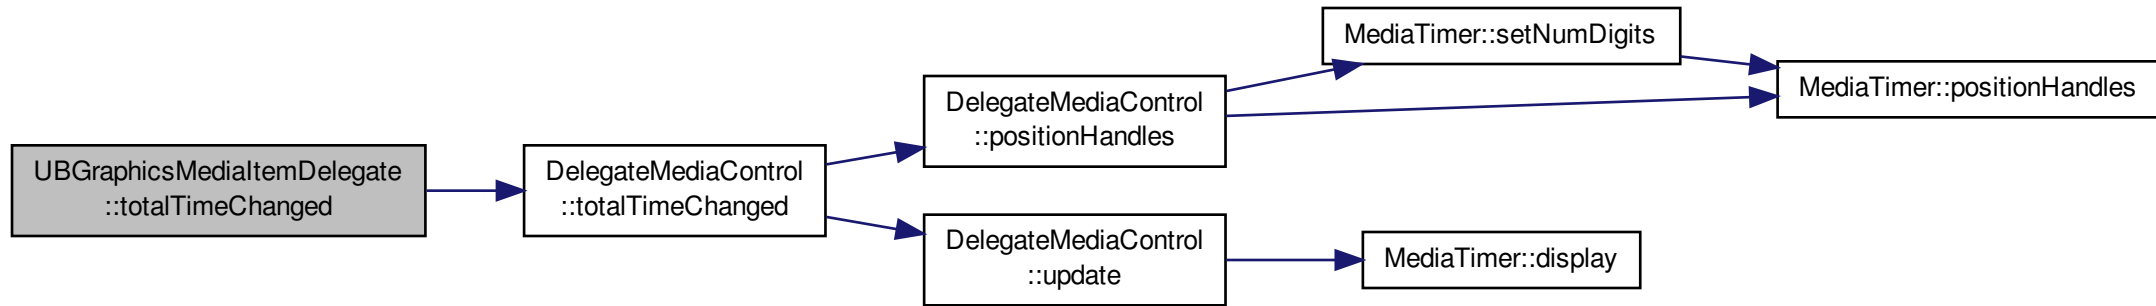 UBGraphicsMediaItemDelegate
::totalTimeChanged
DelegateMediaControl
::totalTimeChanged
DelegateMediaControl
::positionHandles
MediaTimer::setNumDigits
MediaTimer::positionHandles
DelegateMediaControl
::update
MediaTimer::display